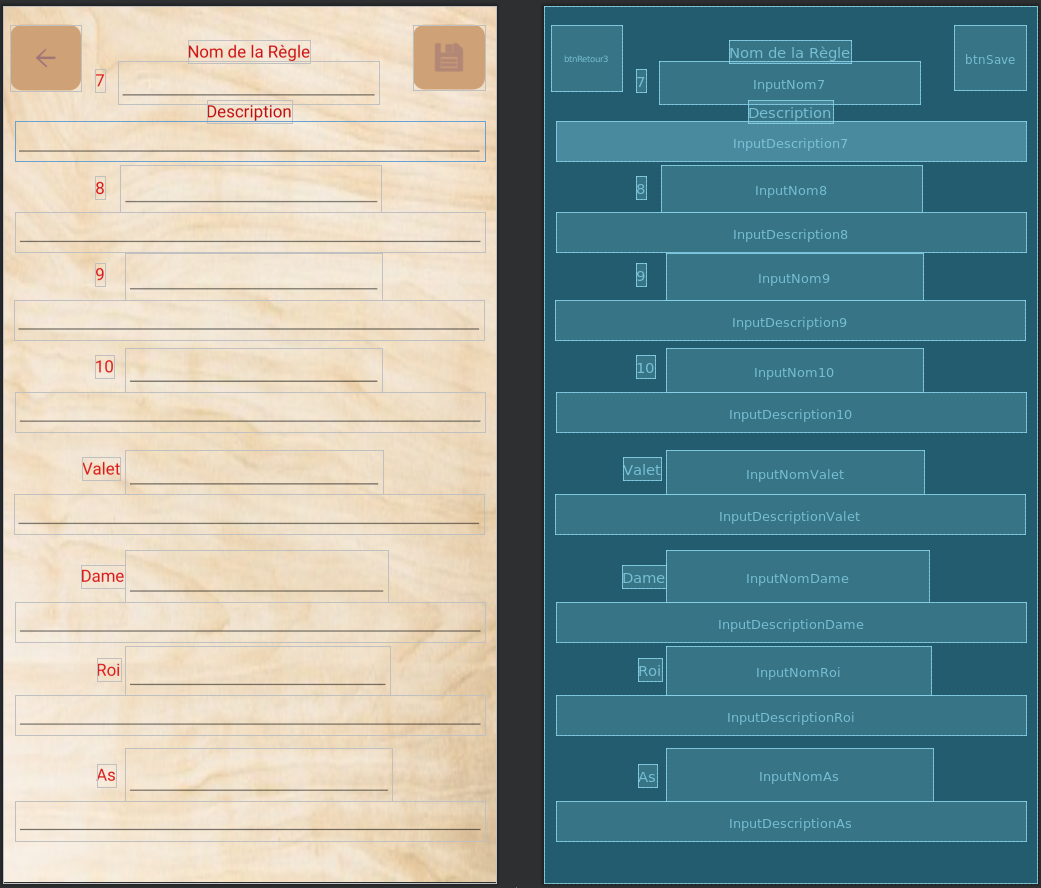 Nom de la Règle
7
Description
8
9
10
Valet
Dame
Roi
As
btnRetour3
Nom de la Règle
btnSave
7
InputNom7
Description
InputDescription7
8
InputNom8
InputDescription8
9
InputNom9
InputDescription9
10
InputNom10
InputDescription10
Valet
InputNomValet
InputDescriptionValet
Dame
InputNomDame
InputDescriptionDame
Roi
InputNomRoi
InputDescriptionRoi
As
InputNomAs
InputDescriptionAs